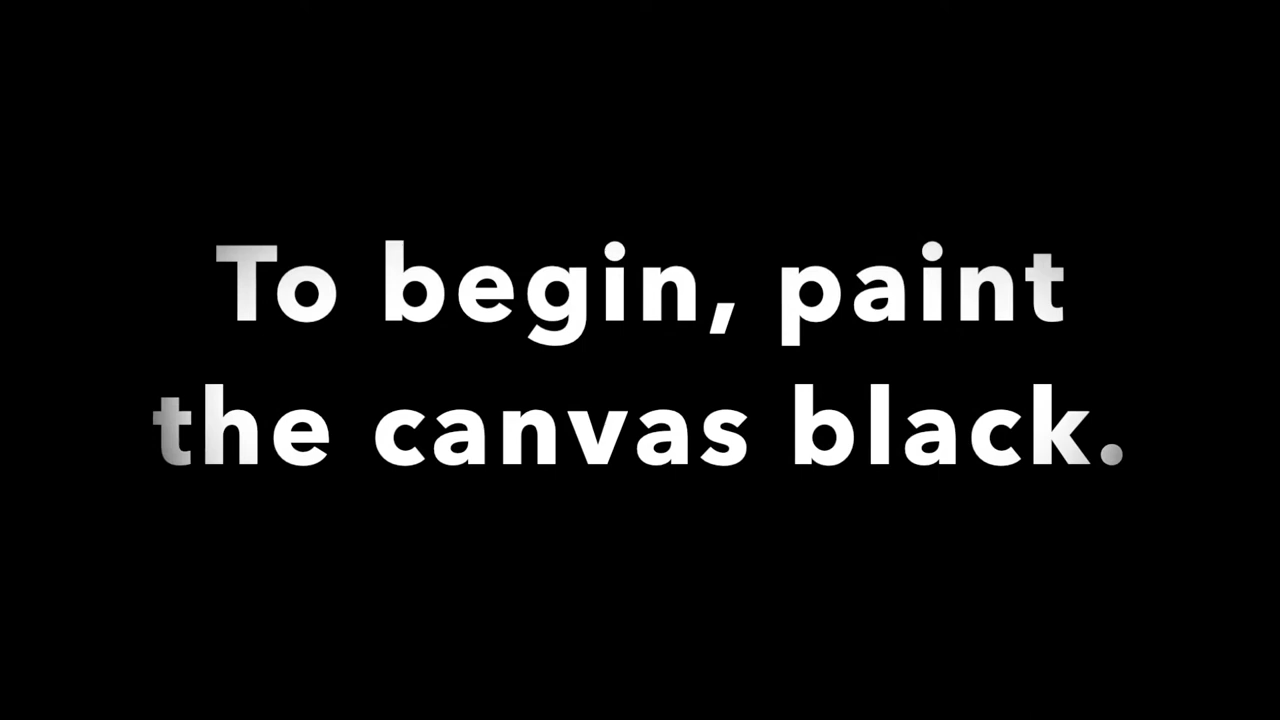 To begin, paint
the canvas black.